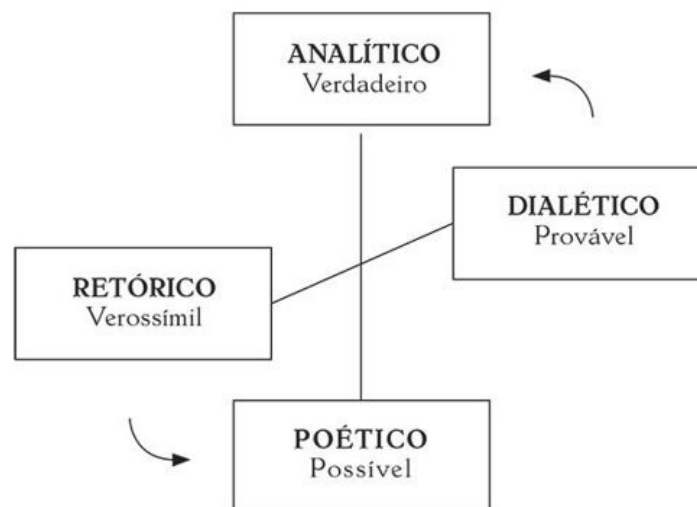 ANALÍTICO
Verdadeiro
DIALÉTICO
Provável
RETÓRICO
Verossímil
POÉTICO
Possível